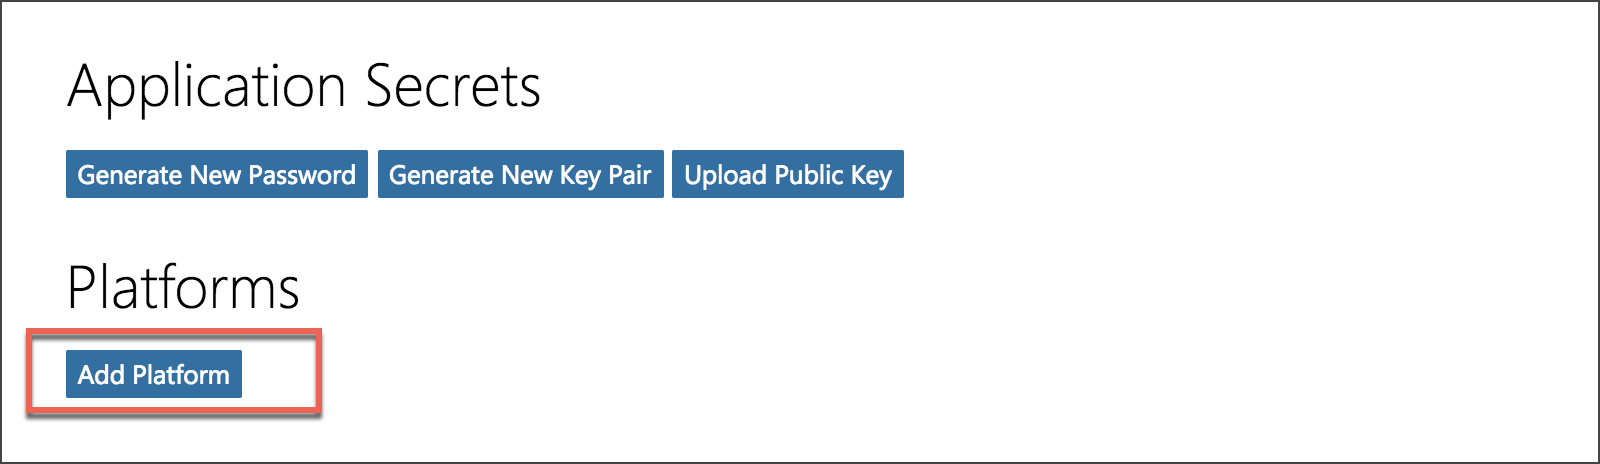 Application Secrets
Generate New Password Generate New Key Pair Upload Public Key
Platforms
Add Platform